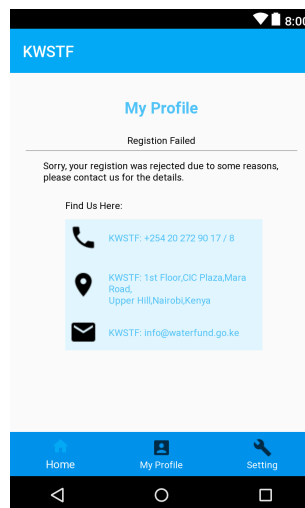 8:00
KWSTF
My Profile
Registion Failed
Sorry, your registion was rejected due to some reasons,
please contact us for the details.
Find Us Here:
KWSTF: +254 20 272 90 17 / 8
KWSTF: 1st Floor,CIC Plaza,Mara
Road,
Upper Hill,Nairobi,Kenya
KWSTF: info@waterfund.go.ke
Home
My Profile
Setting